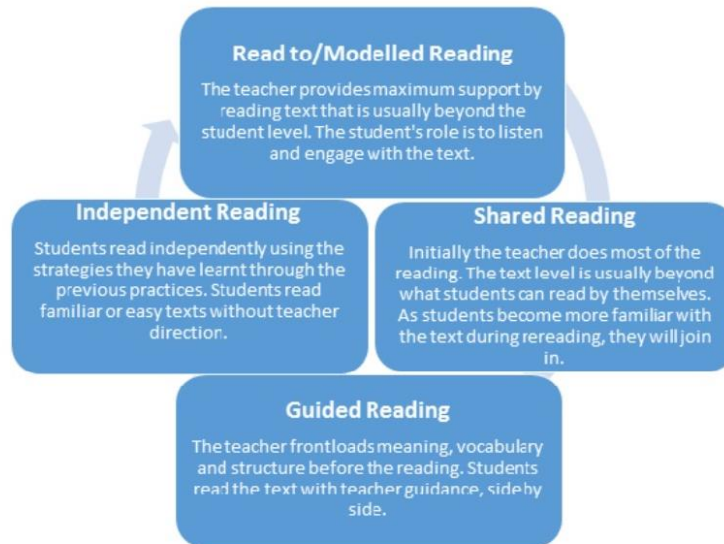 Read to/Modelled Reading
The teacher provides maximum support by
reading text that is usually beyond the
student level. The student's role is to listen
and engage with the text.
Independent Reading
Students read independently using the
strategies they have learnt through the
previous practices. Students read
familiar or easy texts without teacher
direction.
Shared Reading
Initially the teacher does most of the
reading. The text level is usually beyond
what students can read by themselves.
As students become more familiar with
the text during rereading, they will join
in.
Guided Reading
The teacher frontloads meaning, vocabulary
and structure before the reading. Students
read the text with teacher guidance, side by
side.